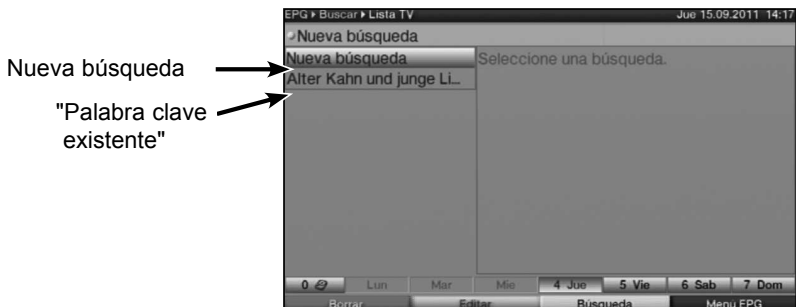 EPG ▸ Buscar ▸ Lista TV Jue 15.09.2011 14:17
Nueva búsqueda
Nueva búsqueda
Seleccione una búsqueda.
Alter Kahn und junge Li...
Nueva búsqueda
"Palabra clave
existente"
0 Lun Mar Mie 4 Jue 5 Vie 6 Sab 7 Dom
Borrar Editar Búsqueda Menú EPG